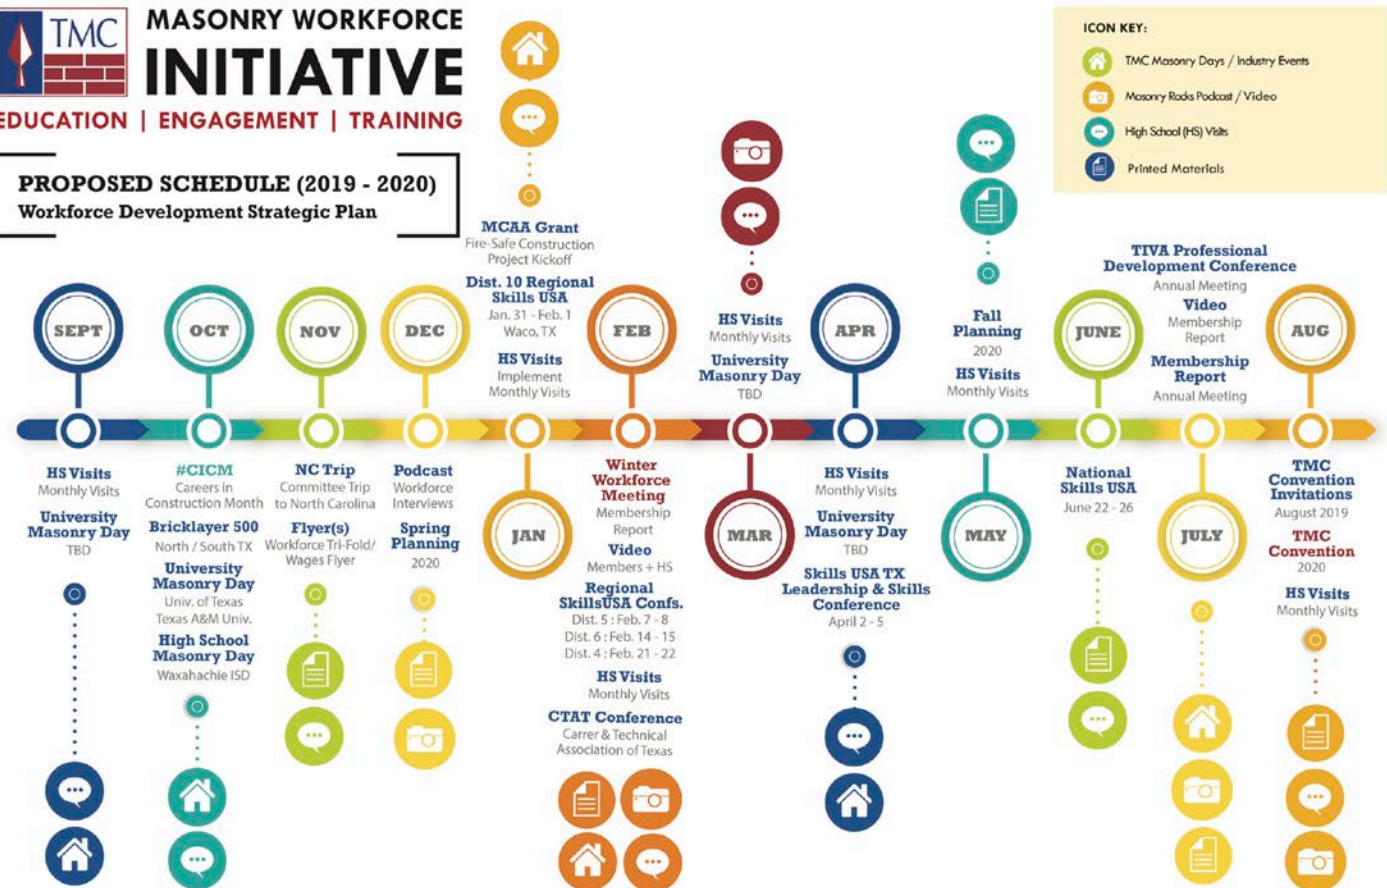 TMC
MASONRY WORKFORCE
INITIATIVE
EDUCATION | ENGAGEMENT | TRAINING
PROPOSED SCHEDULE (2019 - 2020)
Workforce Development Strategic Plan
ICON KEY:
TMC Masonry Days / Industry Events
Masonry Rocks Podcast / Video
High School (HS) Visits
Printed Materials
SEPT
HS Visits
Monthly Visits
University
Masonry Day
TBD
OCT
#CICM
Careers in
Construction Month
Bricklayer 500
North / South TX
University
Masonry Day
Univ. of Texas
Texas A&M Univ.
High School
Masonry Day
Waxahachie ISD
NOV
NC Trip
Committee Trip
to North Carolina
Flyer(s)
Workforce Tri-Fold/
Wages Flyer
DEC
Podcast
Workforce
Interviews
Spring
Planning
2020
MCAA Grant
Fire-Safe Construction
Project Kickoff
Dist. 10 Regional
Skills USA
Jan. 31 - Feb. 1
Waco, TX
HS Visits
Implement
Monthly Visits
JAN
FEB
Winter
Workforce
Meeting
Membership
Report
Video
Members + HS
Regional
SkillsUSA Confs.
Dist. 5 : Feb. 7 - 8
Dist. 6 : Feb. 14 - 15
Dist. 4 : Feb. 21 - 22
HS Visits
Monthly Visits
CTAT Conference
Carrer & Technical
Association of Texas
HS Visits
Monthly Visits
University
Masonry Day
TBD
MAR
APR
HS Visits
Monthly Visits
University
Masonry Day
TBD
Skills USA TX
Leadership & Skills
Conference
April 2 - 5
Fall
Planning
2020
HS Visits
Monthly Visits
MAY
JUNE
National
Skills USA
June 22 - 26
TIVA Professional
Development Conference
Annual Meeting
Video
Membership
Report
Membership
Report
Annual Meeting
JULY
AUG
TMC
Convention
Invitations
August 2019
TMC
Convention
2020
HS Visits
Monthly Visits